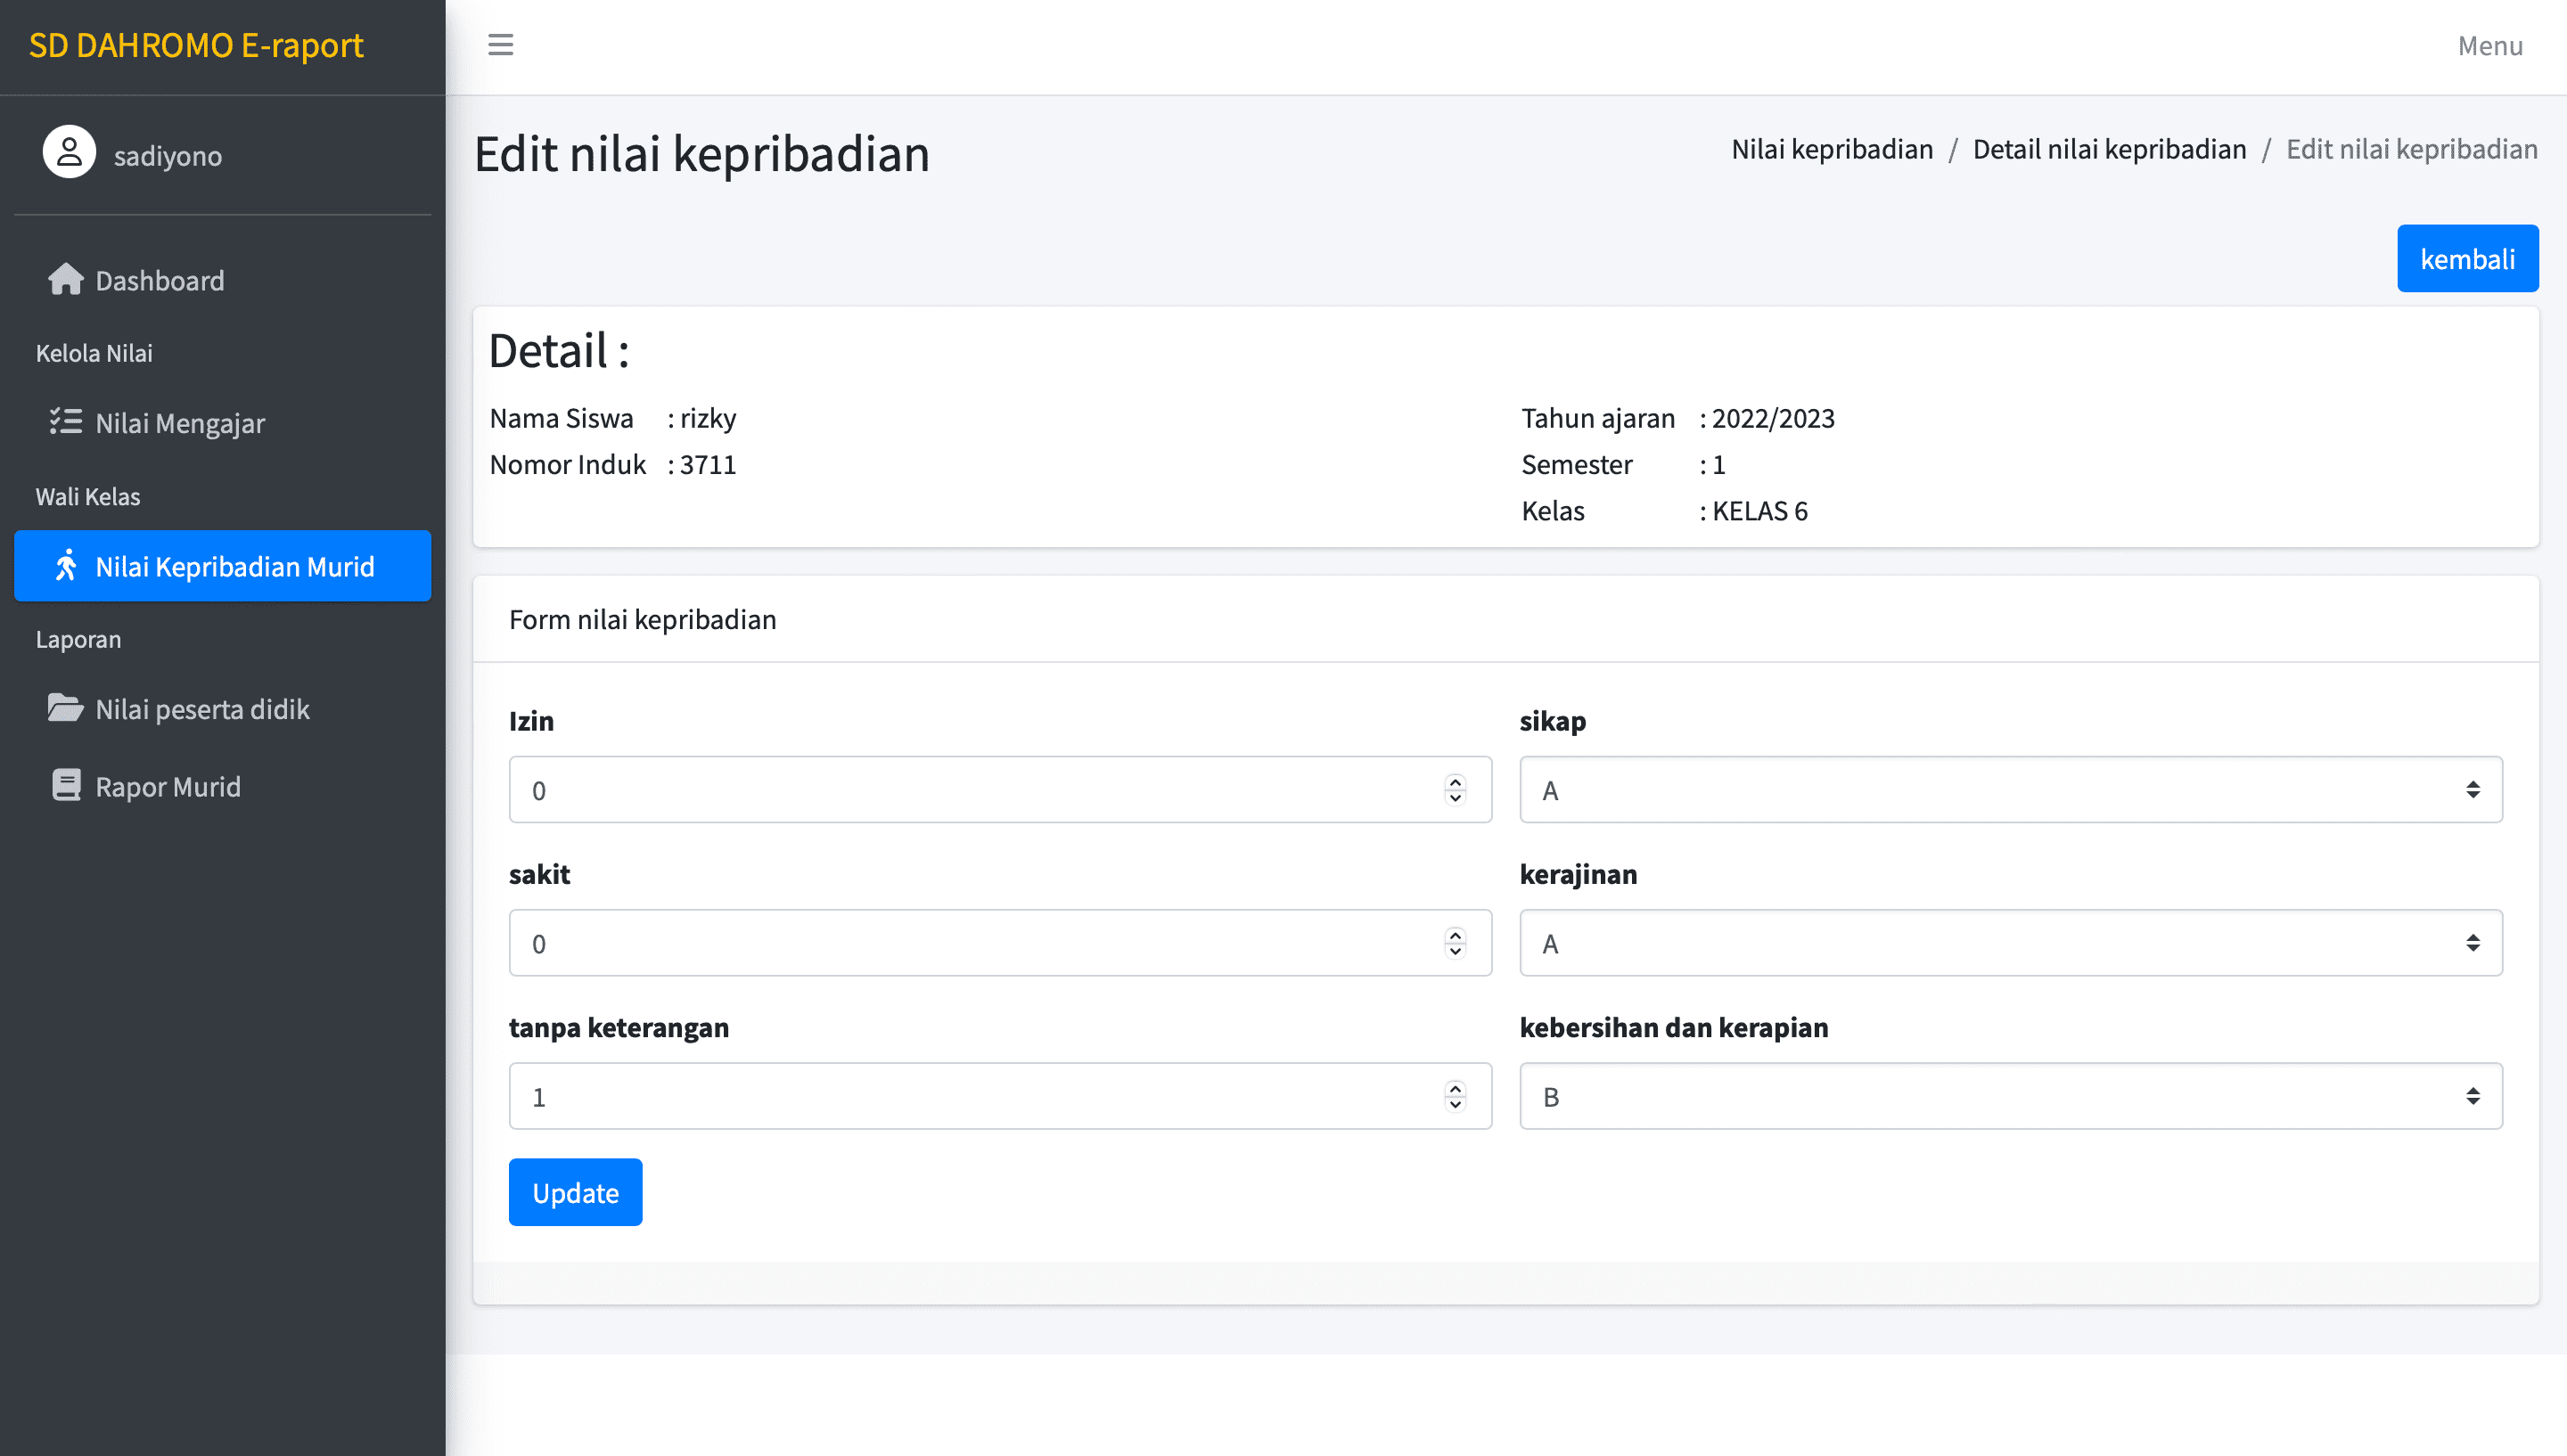 SD DAHROMO E-raport
Menu
sadiyono
Dashboard
Kelola Nilai
Nilai Mengajar
Wali Kelas
Nilai Kepribadian Murid
Laporan
Nilai peserta didik
Rapor Murid
Edit nilai kepribadian
Nilai kepribadian / Detail nilai kepribadian / Edit nilai kepribadian
kembali
Detail :
Nama Siswa : rizky
Nomor Induk : 3711
Tahun ajaran : 2022/2023
Semester : 1
Kelas : KELAS 6
Form nilai kepribadian
Izin
0
sikap
A
sakit
0
kerajinan
A
tanpa keterangan
1
kebersihan dan kerapian
B
Update